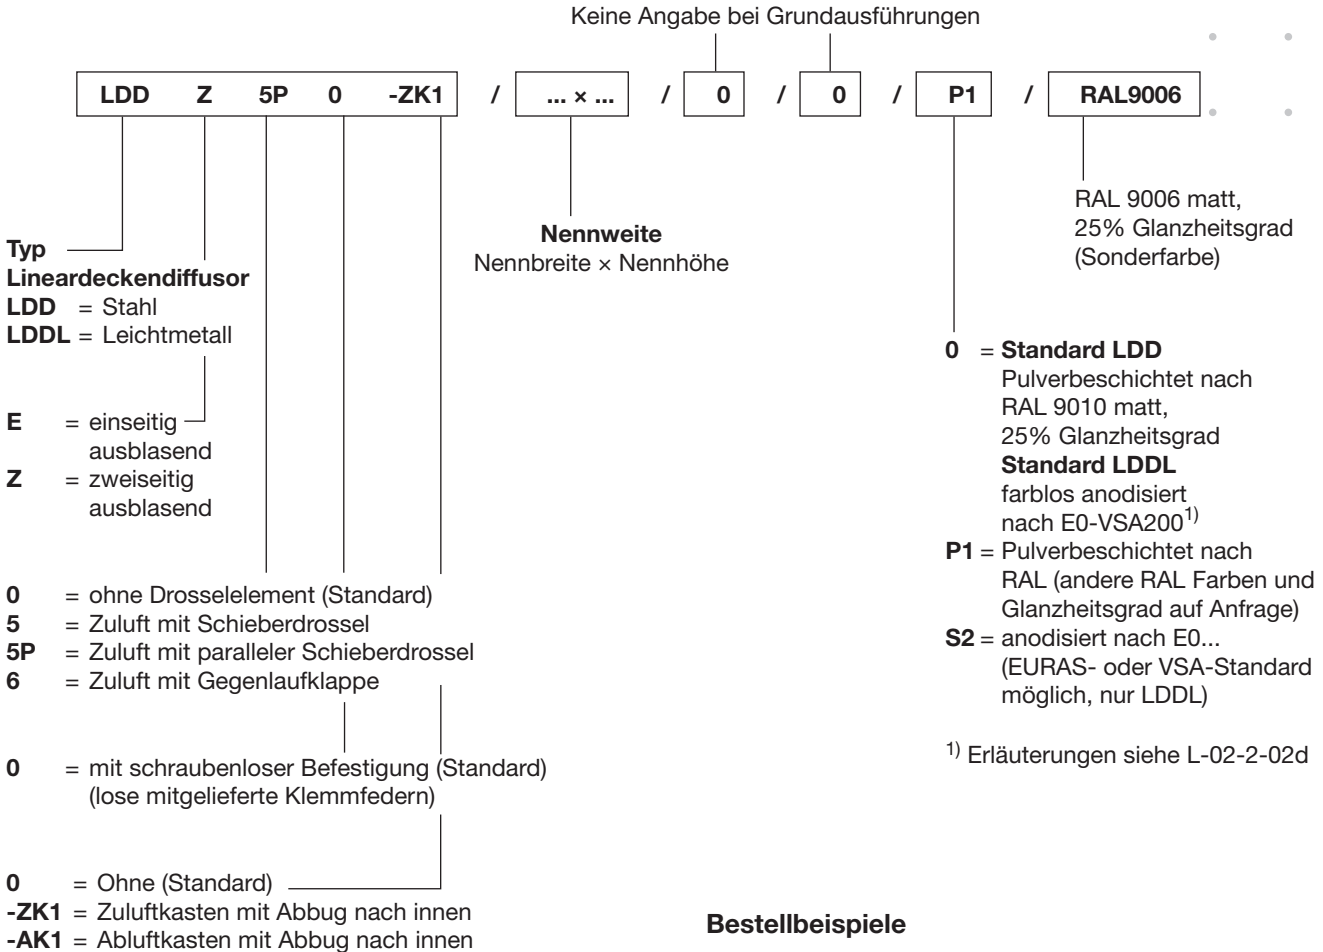 Keine Angabe bei Grundausführungen
LDD Z 5P 0 -ZK1 / ... × ... / 0 / 0 / P1 / RAL9006
RAL 9006 matt,
25% Glanzheitsgrad
(Sonderfarbe)
Nennweite
Nennbreite × Nennhöhe
Typ
Lineardeckendiffusor
LDD = Stahl
LDDL = Leichtmetall
E = einseitig
ausblasend
Z = zweiseitig
ausblasend
0 = ohne Drosselelement (Standard)
5 = Zuluft mit Schieberdrossel
5P = Zuluft mit paralleler Schieberdrossel
6 = Zuluft mit Gegenlaufklappe
0 = mit schraubenloser Befestigung (Standard)
(lose mitgelieferte Klemmfedern)
0 = Ohne (Standard)
-ZK1 = Zuluftkasten mit Abbug nach innen
-AK1 = Abluftkasten mit Abbug nach innen
0 = Standard LDD
Pulverbeschichtet nach
RAL 9010 matt,
25% Glanzheitsgrad
Standard LDDL
farblos anodisiert
nach E0-VSA200 1)
P1 = Pulverbeschichtet nach
RAL (andere RAL Farben und
Glanzheitsgrad auf Anfrage)
S2 = anodisiert nach E0...
(EURAS- oder VSA-Standard
möglich, nur LDDL)
1) Erläuterungen siehe L-02-2-02d
Bestellbeispiele